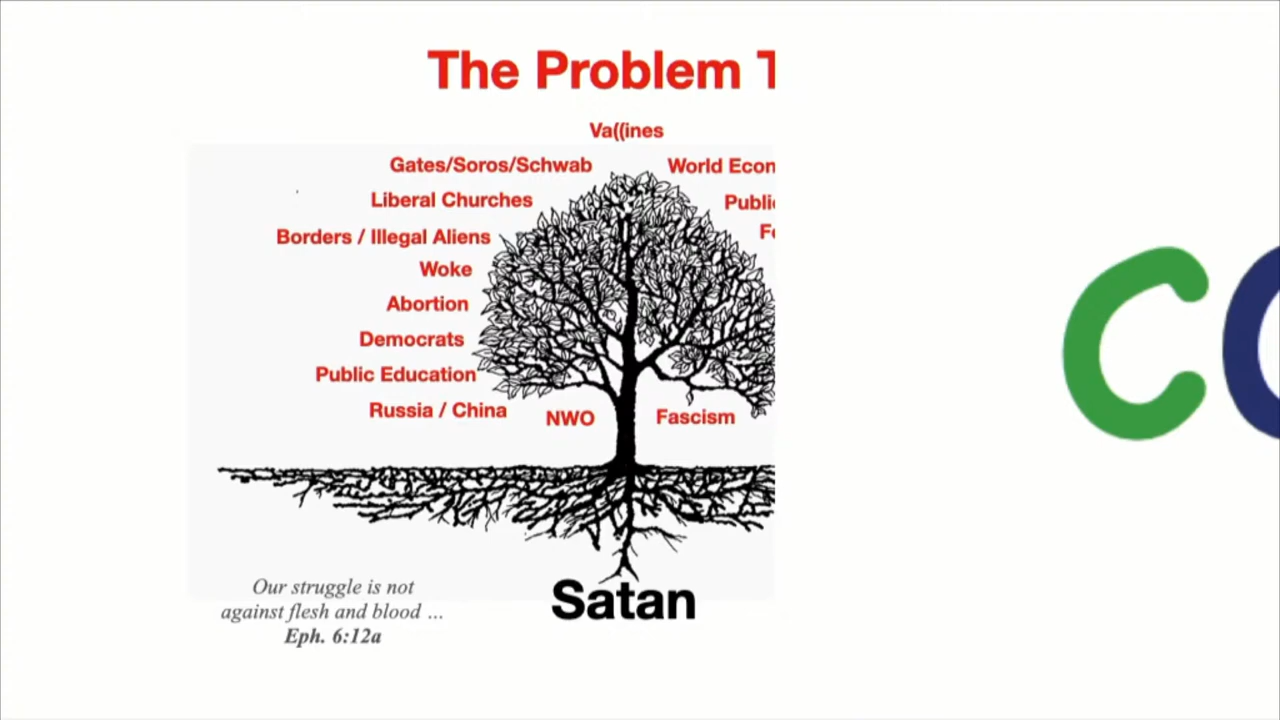 The Problem T
Va((ines
Gates/Soros/Schwab
World Econ
Liberal Churches
Public
Borders / Illegal Aliens
Fe
Woke
Abortion
Democrats
Public Education
Russia / China
NWO
Fascism
Our struggle is not
against flesh and blood ...
Eph. 6:12a
Satan
CO